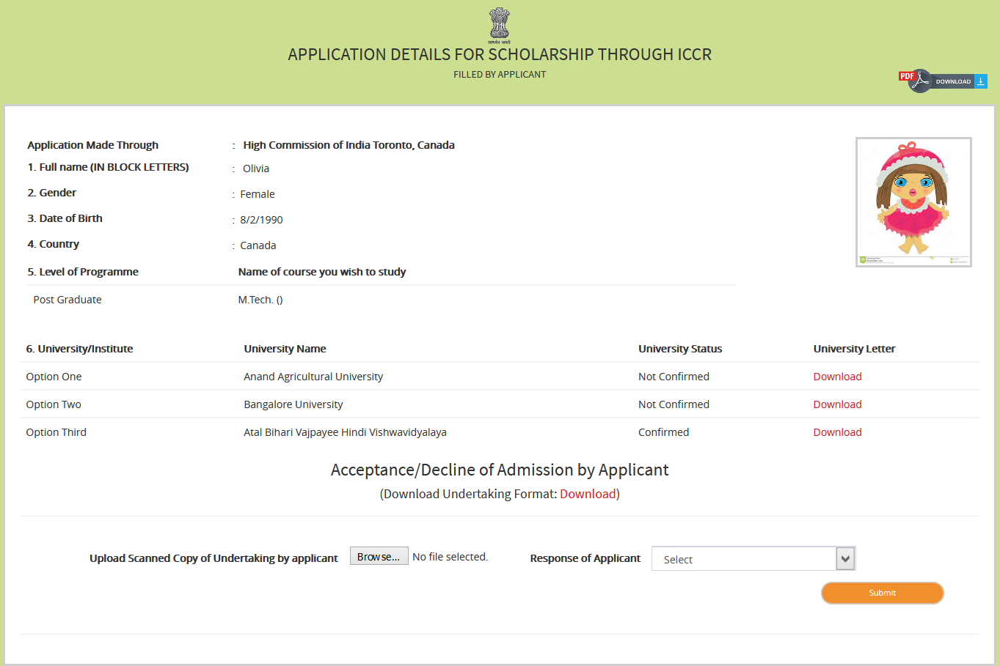 सत्यमेव जयते
APPLICATION DETAILS FOR SCHOLARSHIP THROUGH ICCR
FILLED BY APPLICANT
PDF DOWNLOAD
Application Made Through : High Commission of India Toronto, Canada
1. Full name (IN BLOCK LETTERS) : Olivia
2. Gender : Female
3. Date of Birth : 8/2/1990
4. Country : Canada
5. Level of Programme Name of course you wish to study
Post Graduate M.Tech. ()
6. University/Institute University Name University Status University Letter
Option One Anand Agricultural University Not Confirmed Download
Option Two Bangalore University Not Confirmed Download
Option Third Atal Bihari Vajpayee Hindi Vishwavidyalaya Confirmed Download
Acceptance/Decline of Admission by Applicant
(Download Undertaking Format: Download)
Upload Scanned Copy of Undertaking by applicant Browse... No file selected. Response of Applicant Select
Submit